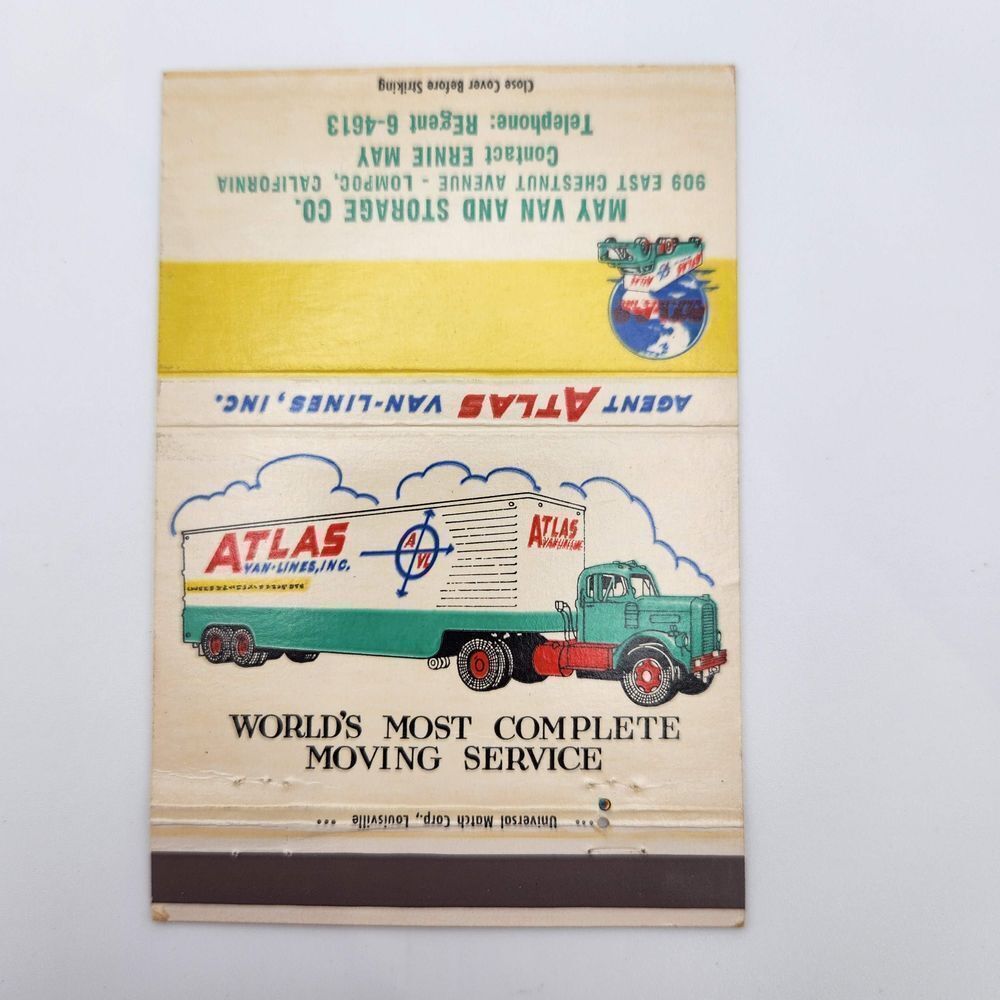 Close Cover Before Striking
MAY VAN AND STORAGE CO.
909 EAST CHESTNUT AVENUE - LOMPOC, CALIFORNIA
Contact ERNIE MAY
Telephone: REgent 6-4613
ATLAS
AGENT ATLAS VAN-LINES, INC.
ATLAS
VAN-LINES, INC.
A
VL
ATLAS
WORLD'S MOST COMPLETE
MOVING SERVICE
Universal Match Corp., Louisville